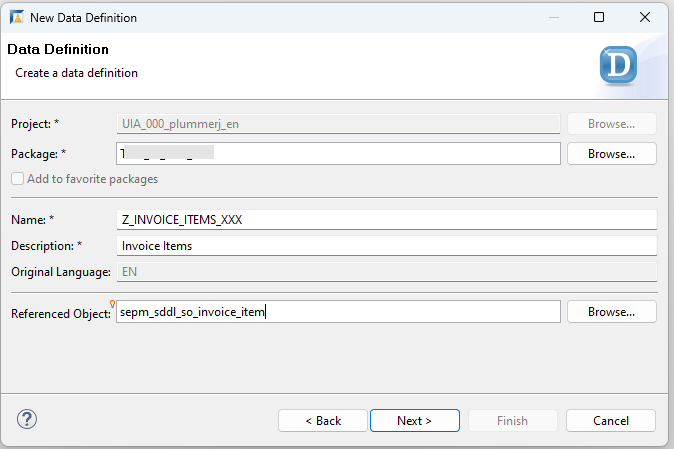 New Data Definition
Data Definition
Create a data definition
D
Project: * UIA_000_plummerj_en Browse...
Package: * Browse...
Add to favorite packages
Name: * Z_INVOICE_ITEMS_XXX
Description: * Invoice Items
Original Language: EN
Referenced Object: sepm_sddl_so_invoice_item Browse...
? < Back Next > Finish Cancel